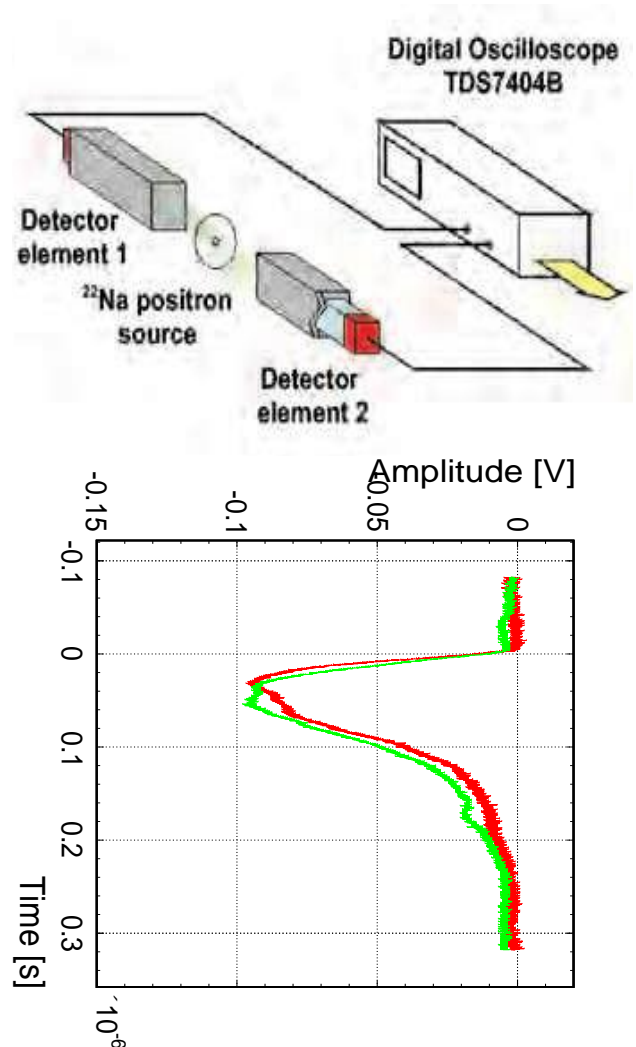 Digital Oscilloscope
TDS7404B
Detector
element 1
²²Na positron
source
Detector
element 2
Amplitude [V]
-0.15
-0.1
-0.05
0
-0.1
0
0.1
0.2
0.3
Time [s]
´10⁻⁶